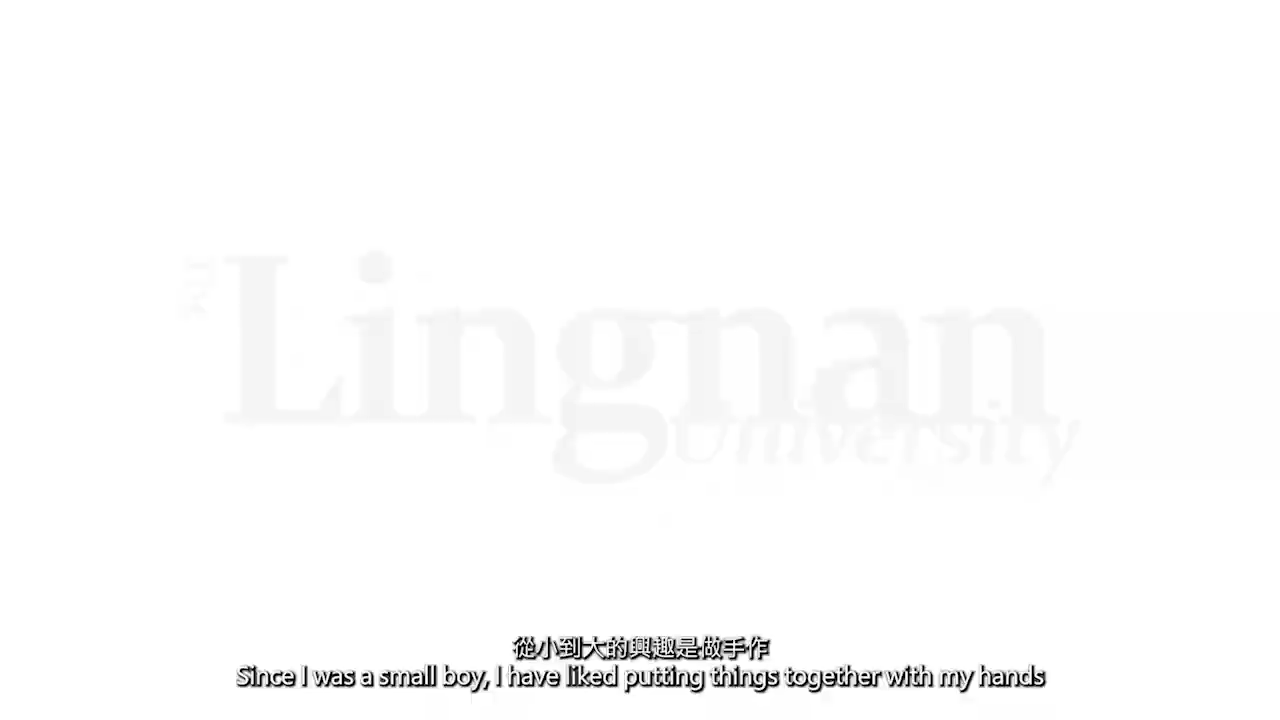 The
Lingnan
University
從小到大的興趣是做手作
Since I was a small boy, I have liked putting things together with my hands